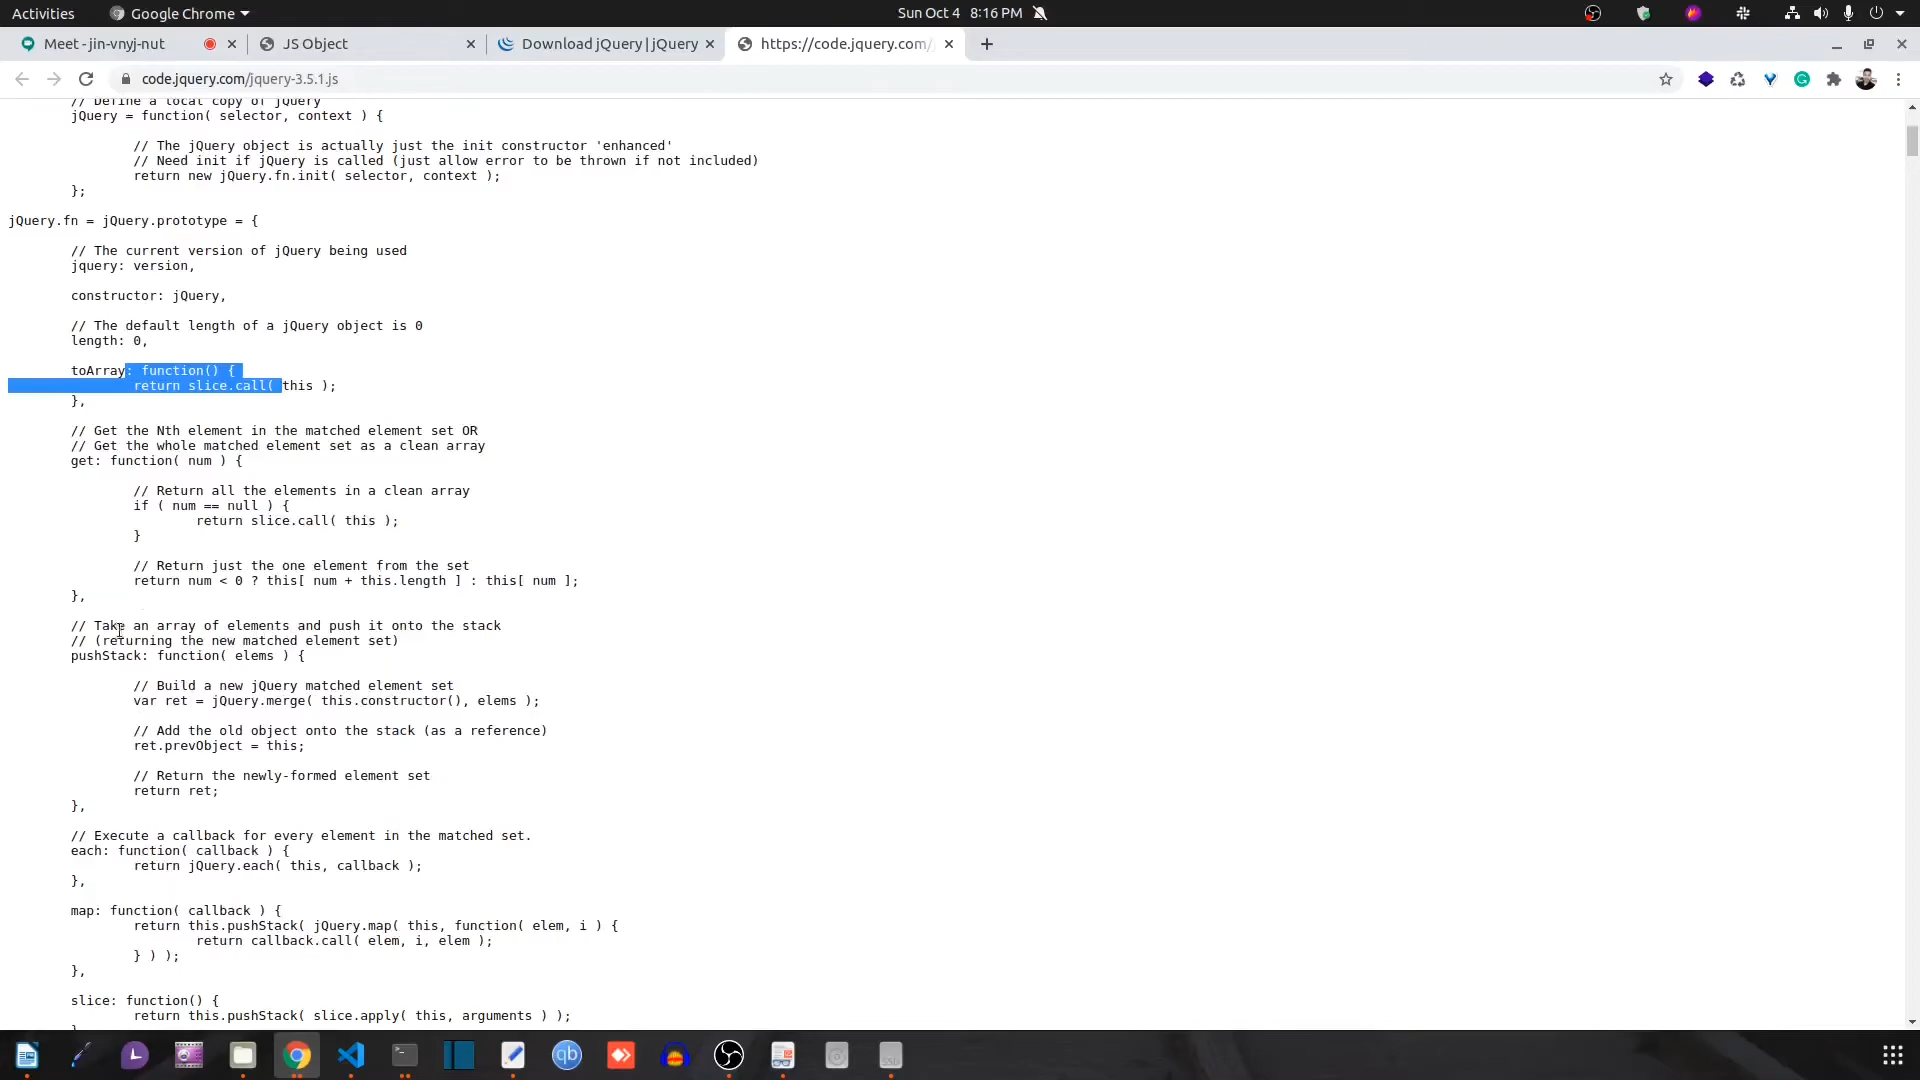 Activities
Google Chrome
Sun Oct 4 8:16 PM
Meet - jin-vnyj-nut
JS Object
Download jQuery | jQuery
https://code.jquery.com/
code.jquery.com/jquery-3.5.1.js
// Define a local copy of jQuery
jQuery = function( selector, context ) {
// The jQuery object is actually just the init constructor 'enhanced'
// Need init if jQuery is called (just allow error to be thrown if not included)
return new jQuery.fn.init( selector, context );
};
jQuery.fn = jQuery.prototype = {
// The current version of jQuery being used
jquery: version,
constructor: jQuery,
// The default length of a jQuery object is 0
length: 0,
toArray: function() {
return slice.call( this );
},
// Get the Nth element in the matched element set OR
// Get the whole matched element set as a clean array
get: function( num ) {
// Return all the elements in a clean array
if ( num == null ) {
return slice.call( this );
}
// Return just the one element from the set
return num < 0 ? this[ num + this.length ] : this[ num ];
},
// Take an array of elements and push it onto the stack
// (returning the new matched element set)
pushStack: function( elems ) {
// Build a new jQuery matched element set
var ret = jQuery.merge( this.constructor(), elems );
// Add the old object onto the stack (as a reference)
ret.prevObject = this;
// Return the newly-formed element set
return ret;
},
// Execute a callback for every element in the matched set.
each: function( callback ) {
return jQuery.each( this, callback );
},
map: function( callback ) {
return this.pushStack( jQuery.map( this, function( elem, i ) {
return callback.call( elem, i, elem );
} ) );
},
slice: function() {
return this.pushStack( slice.apply( this, arguments ) );
qb